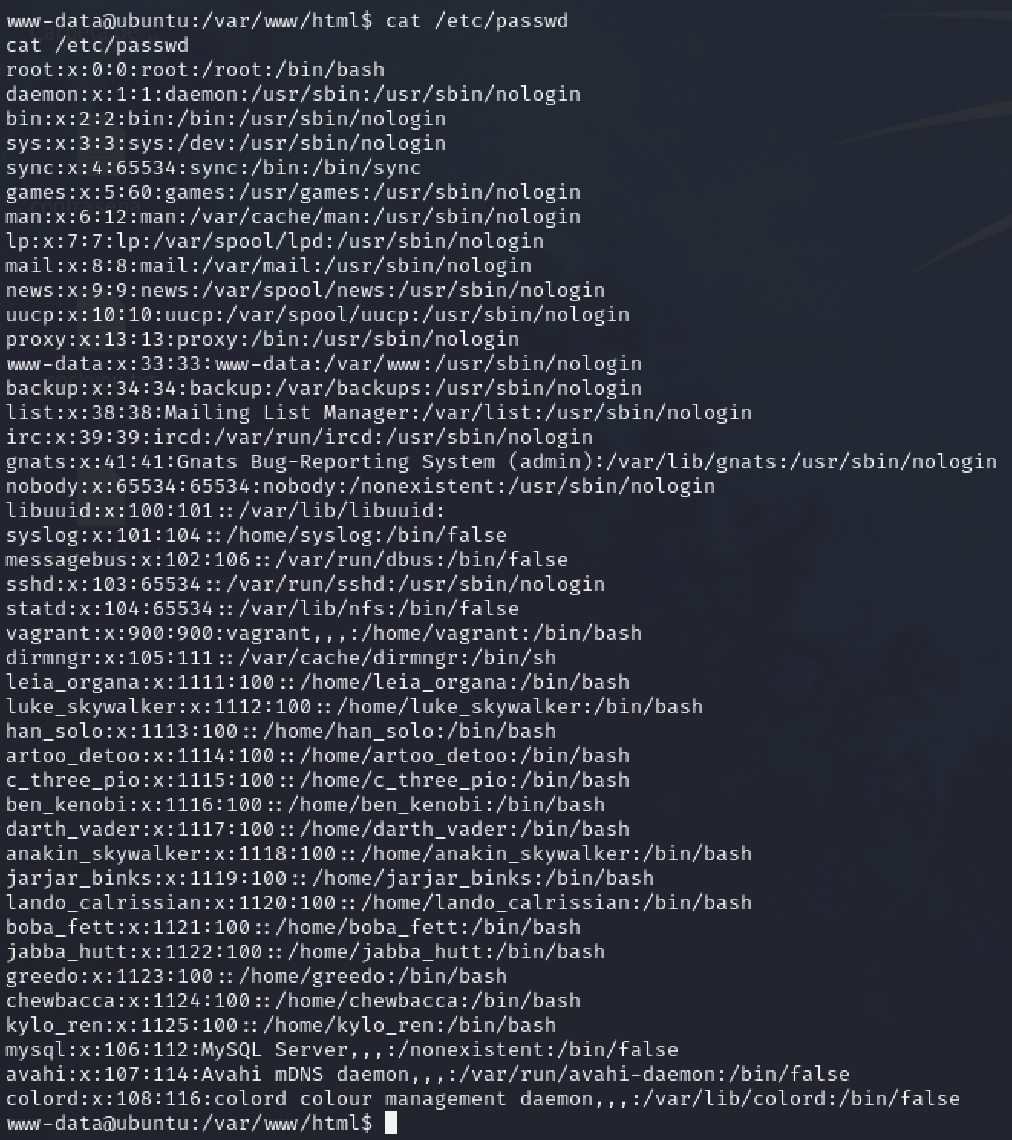 www-data@ubuntu:/var/www/html$ cat /etc/passwd
cat /etc/passwd
root:x:0:0:root:/root:/bin/bash
daemon:x:1:1:daemon:/usr/sbin:/usr/sbin/nologin
bin:x:2:2:bin:/bin:/usr/sbin/nologin
sys:x:3:3:sys:/dev:/usr/sbin/nologin
sync:x:4:65534:sync:/bin:/bin/sync
games:x:5:60:games:/usr/games:/usr/sbin/nologin
man:x:6:12:man:/var/cache/man:/usr/sbin/nologin
lp:x:7:7:lp:/var/spool/lpd:/usr/sbin/nologin
mail:x:8:8:mail:/var/mail:/usr/sbin/nologin
news:x:9:9:news:/var/spool/news:/usr/sbin/nologin
uucp:x:10:10:uucp:/var/spool/uucp:/usr/sbin/nologin
proxy:x:13:13:proxy:/bin:/usr/sbin/nologin
www-data:x:33:33:www-data:/var/www:/usr/sbin/nologin
backup:x:34:34:backup:/var/backups:/usr/sbin/nologin
list:x:38:38:Mailing List Manager:/var/list:/usr/sbin/nologin
irc:x:39:39:ircd:/var/run/ircd:/usr/sbin/nologin
gnats:x:41:41:Gnats Bug-Reporting System (admin):/var/lib/gnats:/usr/sbin/nologin
nobody:x:65534:65534:nobody:/nonexistent:/usr/sbin/nologin
libuuid:x:100:101::/var/lib/libuuid:
syslog:x:101:104::/home/syslog:/bin/false
messagebus:x:102:106::/var/run/dbus:/bin/false
sshd:x:103:65534::/var/run/sshd:/usr/sbin/nologin
statd:x:104:65534::/var/lib/nfs:/bin/false
vagrant:x:900:900:vagrant,,,:/home/vagrant:/bin/bash
dirmngr:x:105:111::/var/cache/dirmngr:/bin/sh
leia_organa:x:1111:100::/home/leia_organa:/bin/bash
luke_skywalker:x:1112:100::/home/luke_skywalker:/bin/bash
han_solo:x:1113:100::/home/han_solo:/bin/bash
artoo_detoo:x:1114:100::/home/artoo_detoo:/bin/bash
c_three_pio:x:1115:100::/home/c_three_pio:/bin/bash
ben_kenobi:x:1116:100::/home/ben_kenobi:/bin/bash
darth_vader:x:1117:100::/home/darth_vader:/bin/bash
anakin_skywalker:x:1118:100::/home/anakin_skywalker:/bin/bash
jarjar_binks:x:1119:100::/home/jarjar_binks:/bin/bash
lando_calrissian:x:1120:100::/home/lando_calrissian:/bin/bash
boba_fett:x:1121:100::/home/boba_fett:/bin/bash
jabba_hutt:x:1122:100::/home/jabba_hutt:/bin/bash
greedo:x:1123:100::/home/greedo:/bin/bash
chewbacca:x:1124:100::/home/chewbacca:/bin/bash
kylo_ren:x:1125:100::/home/kylo_ren:/bin/bash
mysql:x:106:112:MySQL Server,,,:/nonexistent:/bin/false
avahi:x:107:114:Avahi mDNS daemon,,,:/var/run/avahi-daemon:/bin/false
colord:x:108:116:colord colour management daemon,,,:/var/lib/colord:/bin/false
www-data@ubuntu:/var/www/html$